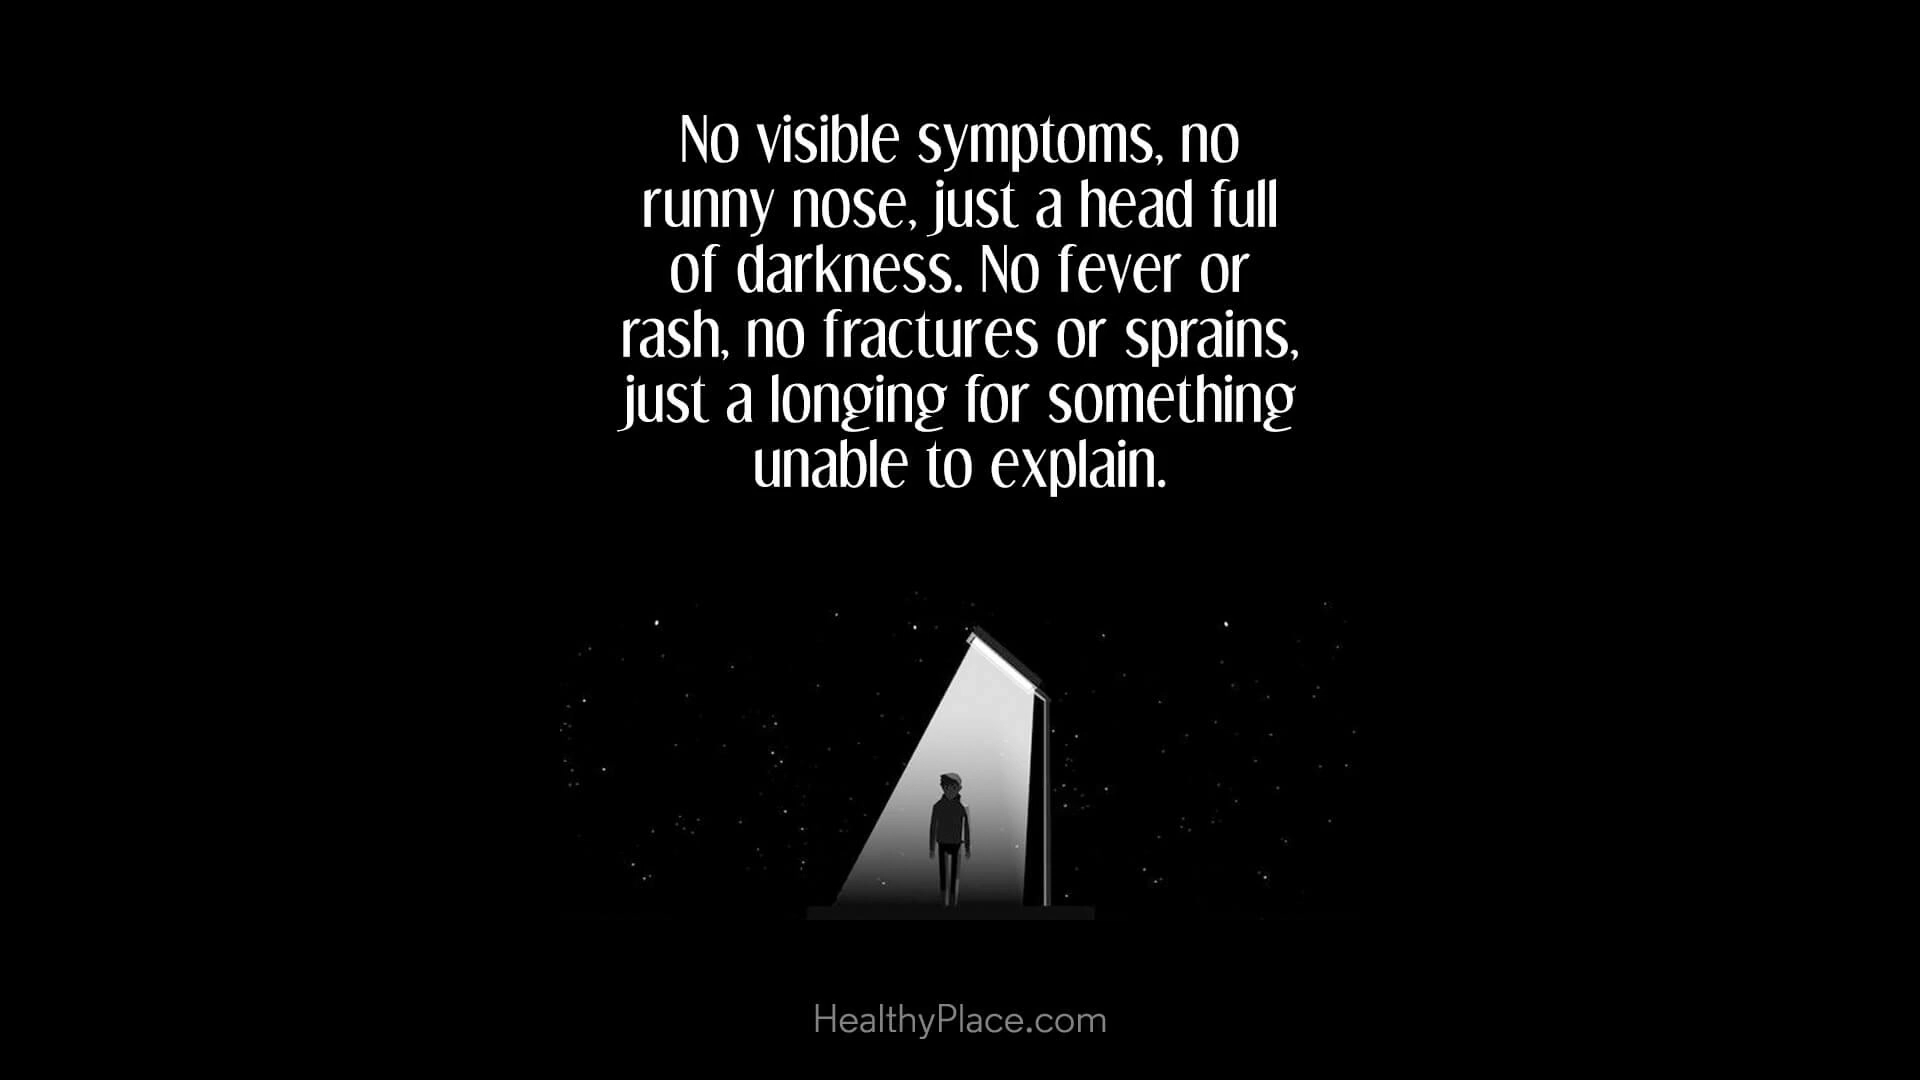 No visible symptoms, no
runny nose, just a head full
of darkness. No fever or
rash, no fractures or sprains,
just a longing for something
unable to explain.
HealthyPlace.com